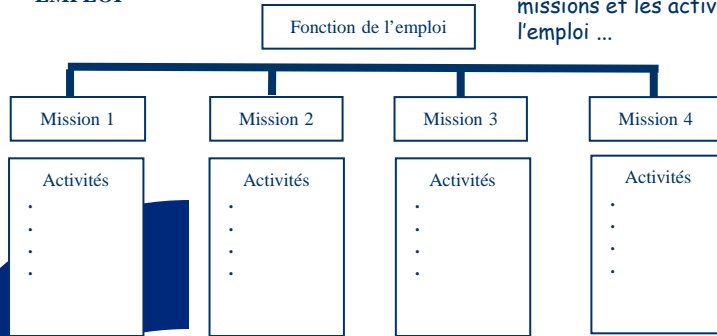 EMPLOI
missions et les activ
l'emploi ...
Fonction de l'emploi
Mission 1
Mission 2
Mission 3
Mission 4
Activités
.
.
.
.
Activités
.
.
.
.
Activités
.
.
.
.
Activités
.
.
.
.